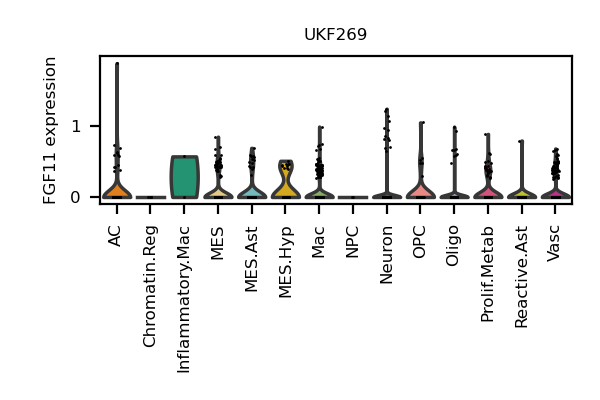 UKF269
FGF11 expression
1
0
AC
Chromatin.Reg
Inflammatory.Mac
MES
MES.Ast
MES.Hyp
Mac
NPC
Neuron
OPC
Oligo
Prolif.Metab
Reactive.Ast
Vasc